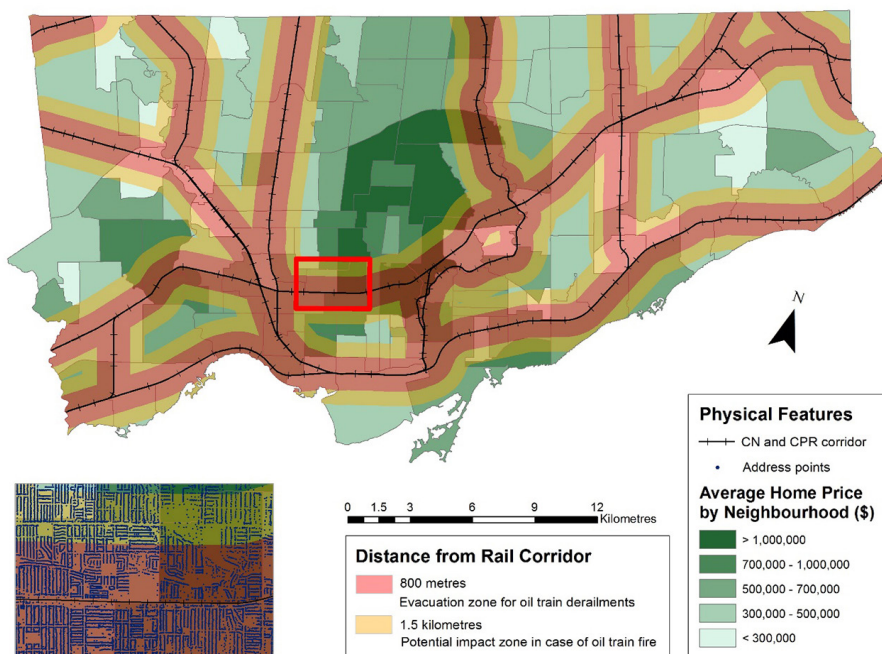 N
Physical Features
CN and CPR corridor
Address points
Average Home Price
by Neighbourhood ($)
> 1,000,000
700,000 - 1,000,000
500,000 - 700,000
300,000 - 500,000
< 300,000
0 1.5 3 6 9 12
Kilometres
Distance from Rail Corridor
800 metres
Evacuation zone for oil train derailments
1.5 kilometres
Potential impact zone in case of oil train fire